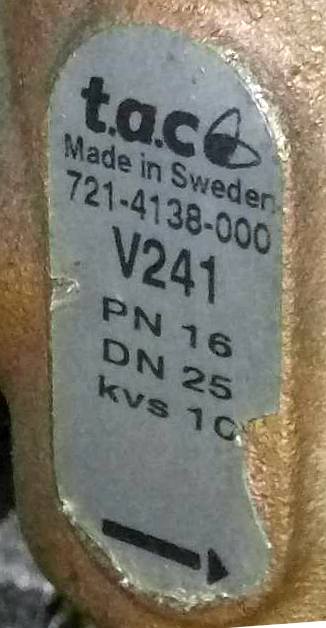 t.a.c
Made in Sweden
721-4138-000
V241
PN 16
DN 25
kvs 10